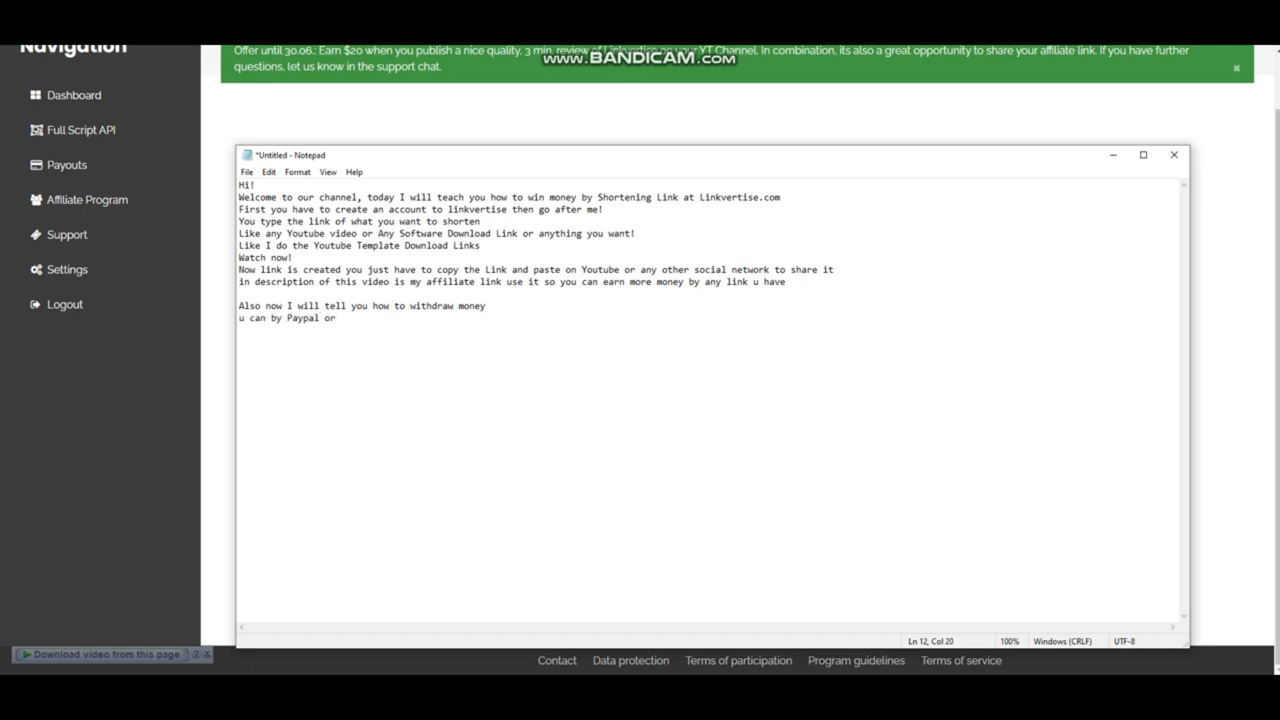 Navigation
Offer until 30.06.: Earn $20 when you publish a nice quality, 3 min. review of Linkvertise on your YT Channel. In combination, its also a great opportunity to share your affiliate link. If you have further
questions, let us know in the support chat.
www.BANDICAM.com
Dashboard
Full Script API
Payouts
Affiliate Program
Support
Settings
Logout
*Untitled - Notepad
File Edit Format View Help
Hi!
Welcome to our channel, today I will teach you how to win money by Shortening Link at Linkvertise.com
First you have to create an account to linkvertise then go after me!
You type the link of what you want to shorten
Like any Youtube video or Any Software Download Link or anything you want!
Like I do the Youtube Template Download Links
Watch now!
Now link is created you just have to copy the Link and paste on Youtube or any other social network to share it
in description of this video is my affiliate link use it so you can earn more money by any link u have
Also now I will tell you how to withdraw money
u can by Paypal or
Ln 12, Col 20 100% Windows (CRLF) UTF-8
Download video from this page
Contact Data protection Terms of participation Program guidelines Terms of service